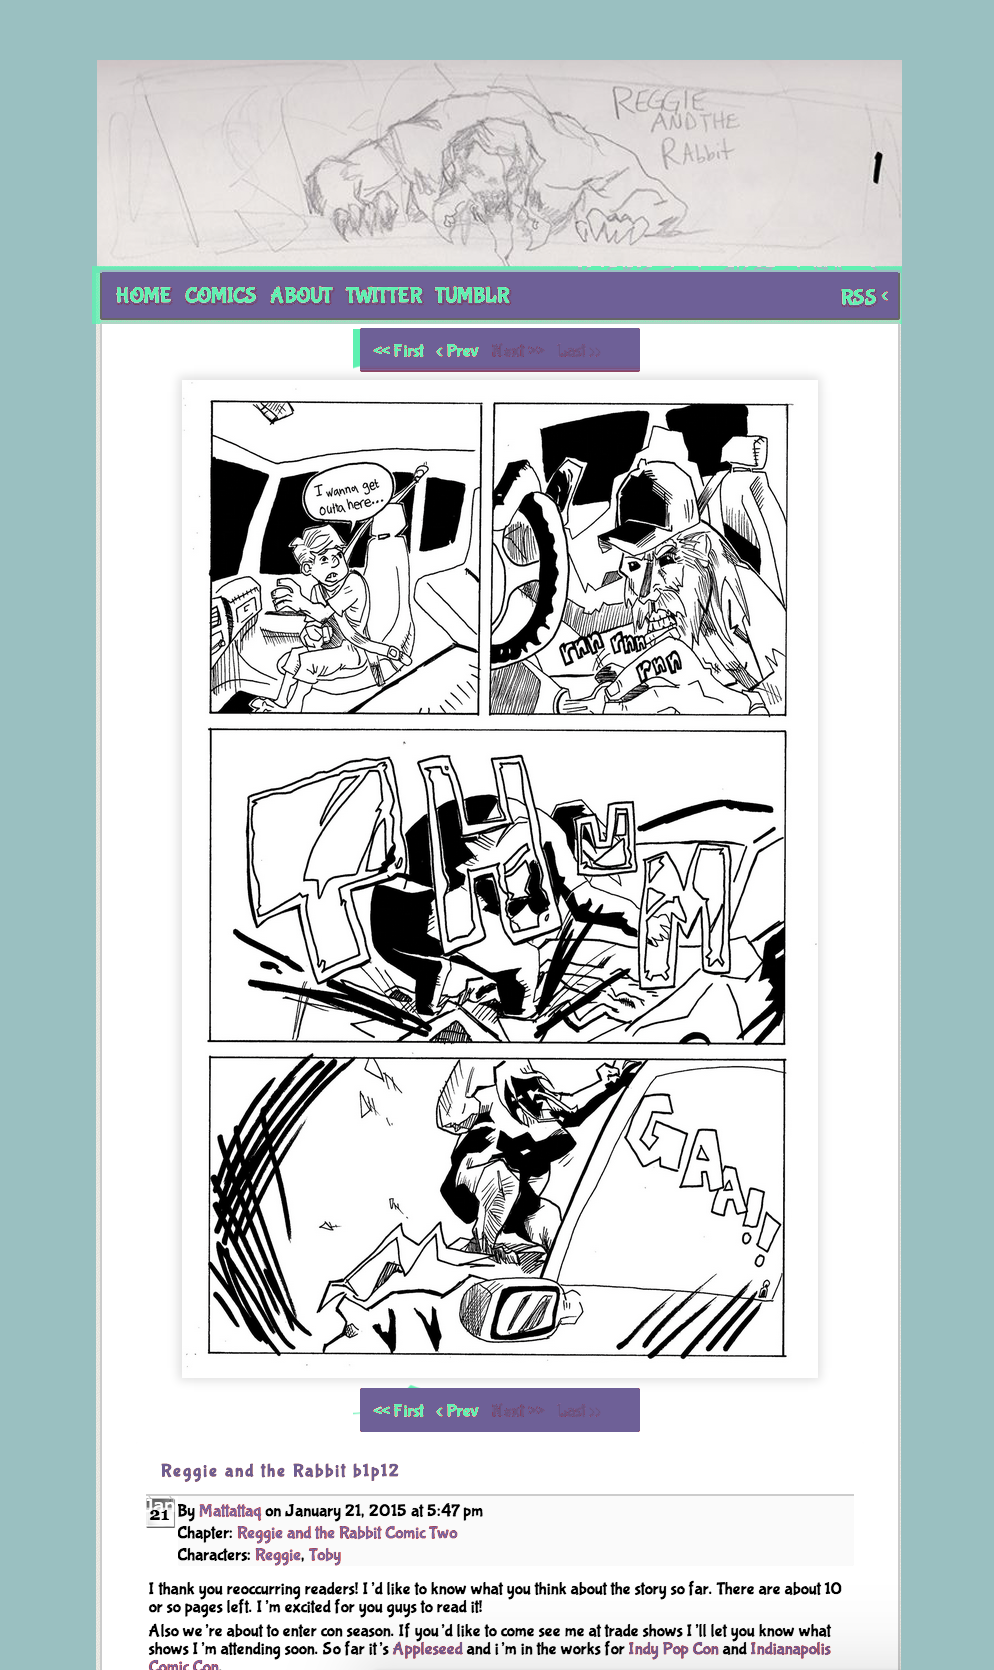 REGGIE
AND THE
RAbbit
HOME COMICS ABOUT TWITTER TUMBLR RSS <
<< First < Prev Next >> Last >>
I wanna get
outta here...
rnn rnn
rnn
THUM
GAA!!
<< First < Prev Next >> Last >>
Reggie and the Rabbit b1p12
Jan
21
By Mattattaq on January 21, 2015 at 5:47 pm
Chapter: Reggie and the Rabbit Comic Two
Characters: Reggie, Toby
I thank you reoccurring readers! I'd like to know what you think about the story so far. There are about 10
or so pages left. I'm excited for you guys to read it!
Also we're about to enter con season. If you'd like to come see me at trade shows I'll let you know what
shows I'm attending soon. So far it's Appleseed and i'm in the works for Indy Pop Con and Indianapolis
Comic Con.